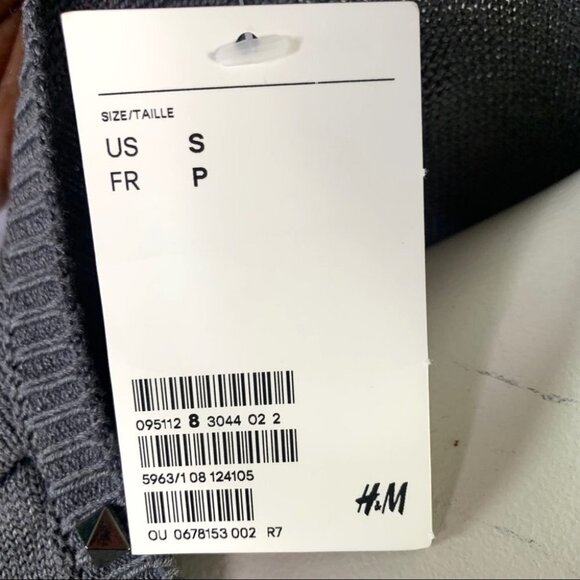 SIZE/TAILLE
US S
FR P
095112 8 3044 02 2
5963/1 08 124105
H&M
OU 0678153 002 R7